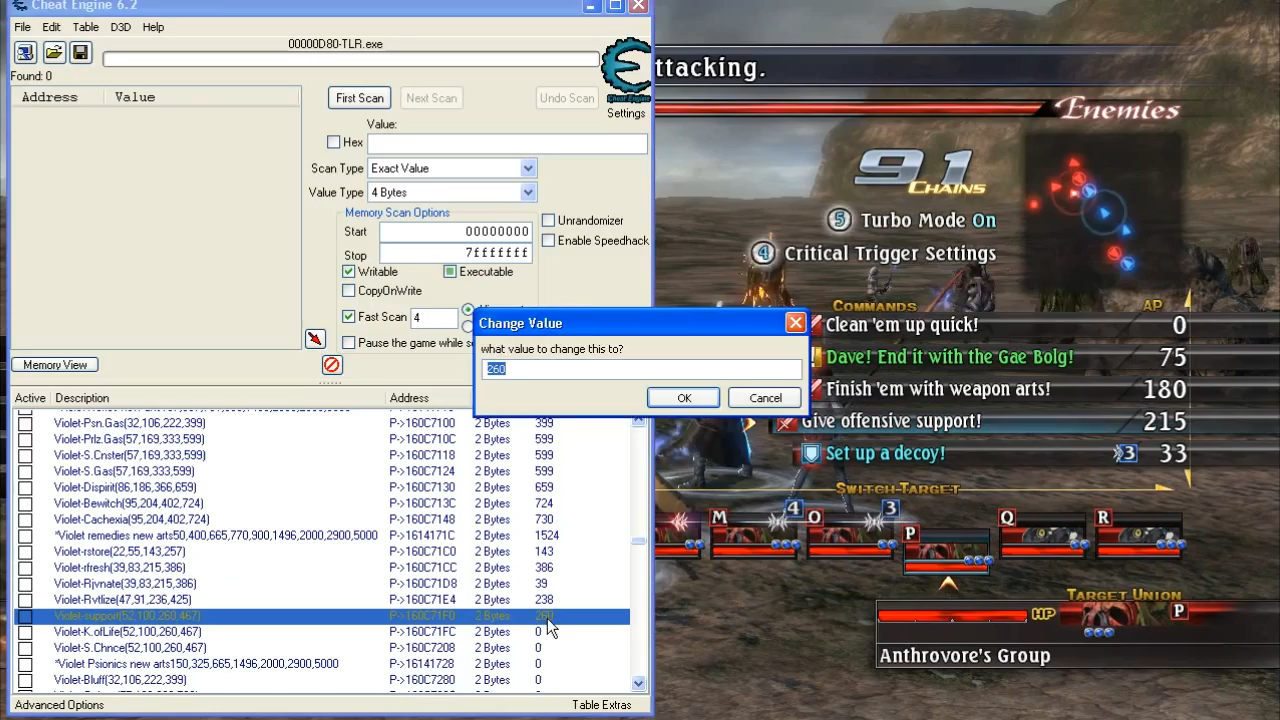 Cheat Engine 6.2
File Edit Table D3D Help
00000D80-TLR.exe
Found: 0
Address Value
First Scan Next Scan Undo Scan
Cheat Engine
Settings
Value:
Hex
Scan Type Exact Value
Value Type 4 Bytes
Memory Scan Options
Start 00000000
Stop 7fffffff
Unrandomizer
Enable Speedhack
Writable Executable
CopyOnWrite
Fast Scan 4
Pause the game while
Memory View
Change Value
what value to change this to?
260
OK Cancel
Active Description Address
399
Violet-Psn.Gas(32,106,222,399) P->160C7100 2 Bytes 399
Violet-Prlz.Gas(57,169,333,599) P->160C710C 2 Bytes 599
Violet-S.Cnster(57,169,333,599) P->160C7118 2 Bytes 599
Violet-S.Gas(57,169,333,599) P->160C7124 2 Bytes 599
Violet-Dispirit(86,186,366,659) P->160C7130 2 Bytes 659
Violet-Bewitch(95,204,402,724) P->160C713C 2 Bytes 724
Violet-Cachexia(95,204,402,724) P->160C7148 2 Bytes 730
*Violet remedies new arts50,400,665,770,900,1496,2000,2900,5000 P->1614171C 2 Bytes 1524
Violet-rstore(22,55,143,257) P->160C71C0 2 Bytes 143
Violet-rfresh(39,83,215,386) P->160C71CC 2 Bytes 386
Violet-Rjvnate(39,83,215,386) P->160C71D8 2 Bytes 39
Violet-Rvtlize(47,91,236,425) P->160C71E4 2 Bytes 238
Violet-support(52,100,260,467) P->160C71F0 2 Bytes 260
Violet-K.ofLife(52,100,260,467) P->160C71FC 2 Bytes 0
Violet-S.Chnce(52,100,260,467) P->160C7208 2 Bytes 0
*Violet Psionics new arts150,325,665,1496,2000,2900,5000 P->16141728 2 Bytes 0
Violet-Bluff(32,106,222,399) P->160C7280 2 Bytes 0
Advanced Options Table Extras
ttacking.
Enemies
91
CHAINS
5 Turbo Mode On
4 Critical Trigger Settings
COMMANDS AP
Clean 'em up quick! 0
Dave! End it with the Gae Bolg! 75
Finish 'em with weapon arts! 180
Give offensive support! 215
Set up a decoy! 3 33
SWITCH TARGET
M 4 O 3 P Q R
TARGET UNION
HP P
Anthrovore's Group